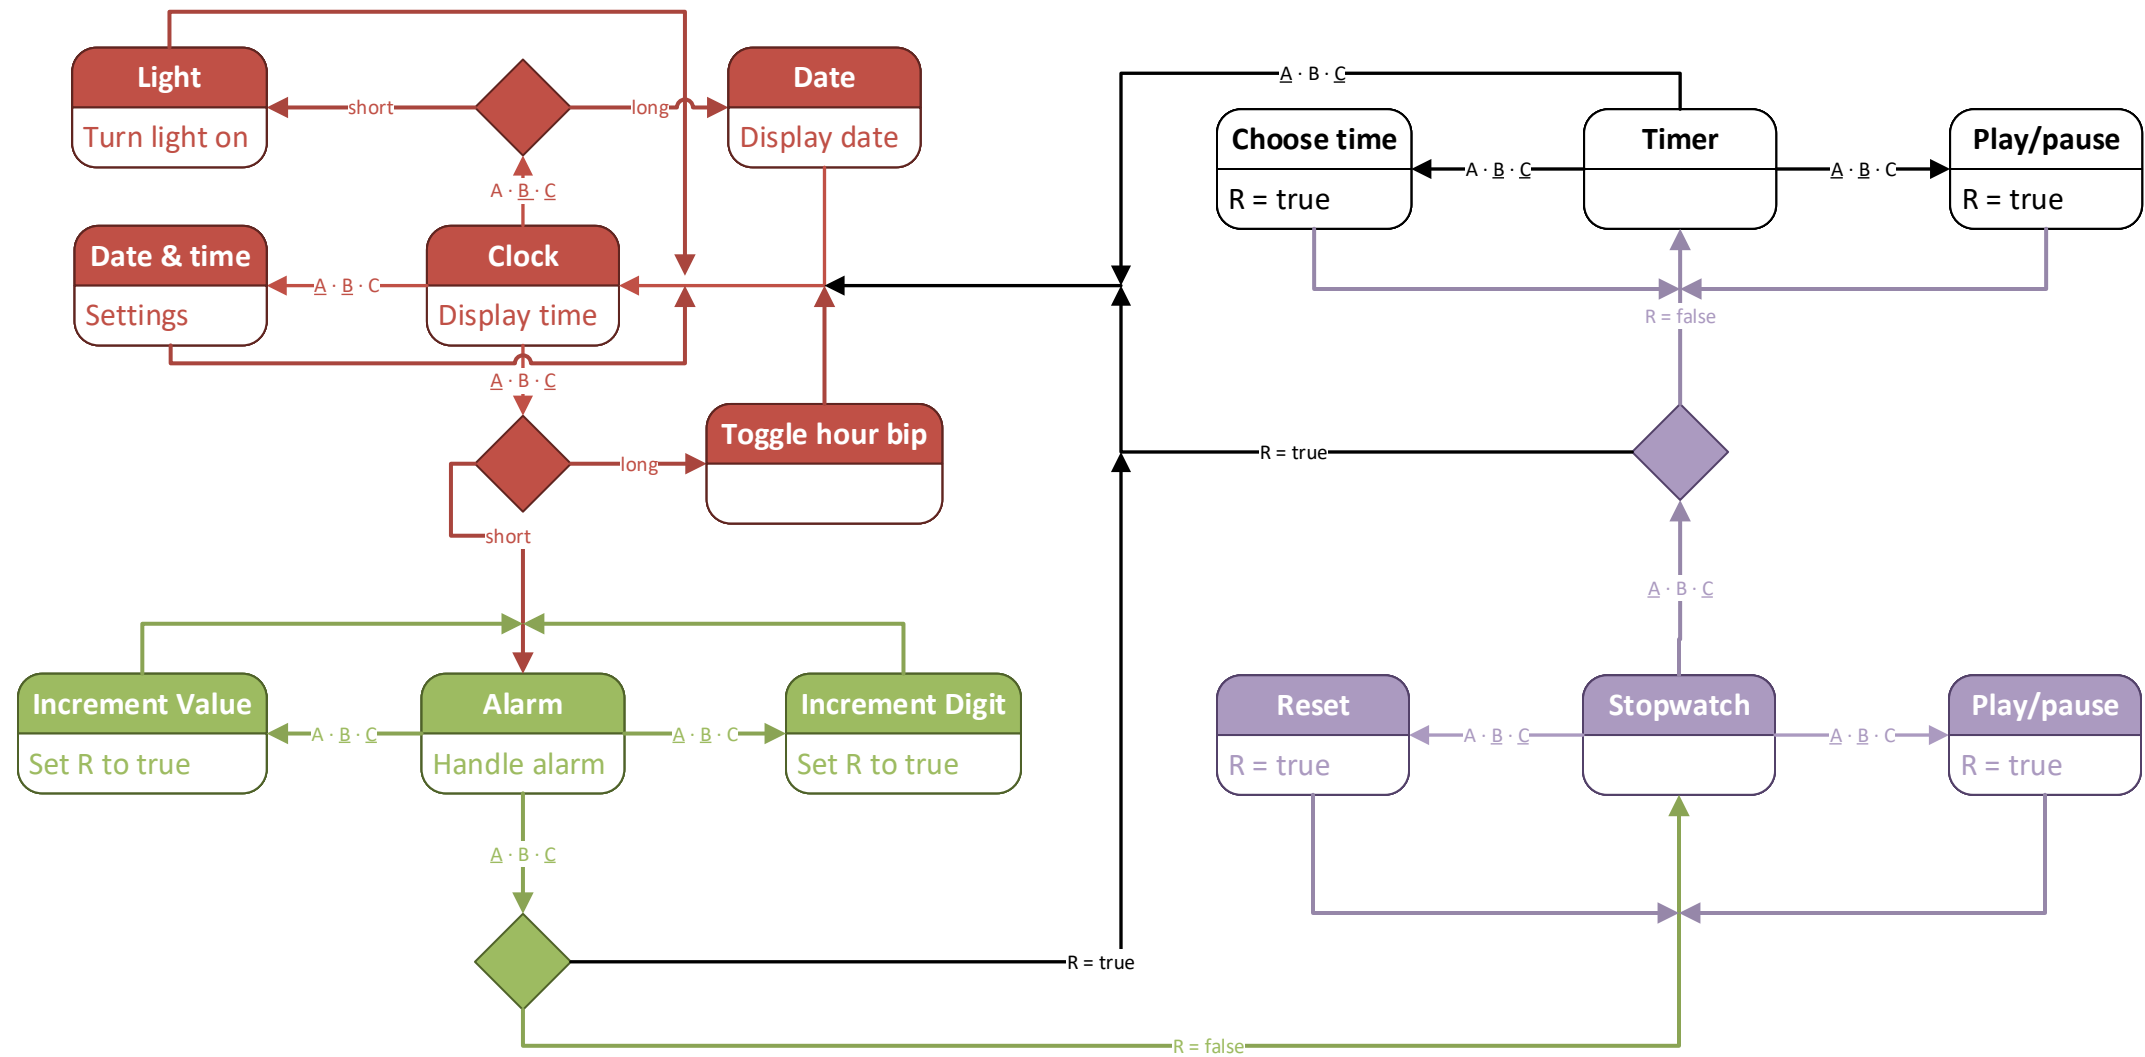 Light
Turn light on
short
long
Date
Display date
A · B · C
Date & time
Settings
A · B · C
Clock
Display time
A · B · C
long
Toggle hour bip
short
Increment Value
Set R to true
A · B · C
Alarm
Handle alarm
A · B · C
Increment Digit
Set R to true
A · B · C
R = true
R = false
A · B · C
Choose time
R = true
A · B · C
Timer
A · B · C
Play/pause
R = true
R = false
R = true
A · B · C
Reset
R = true
A · B · C
Stopwatch
A · B · C
Play/pause
R = true